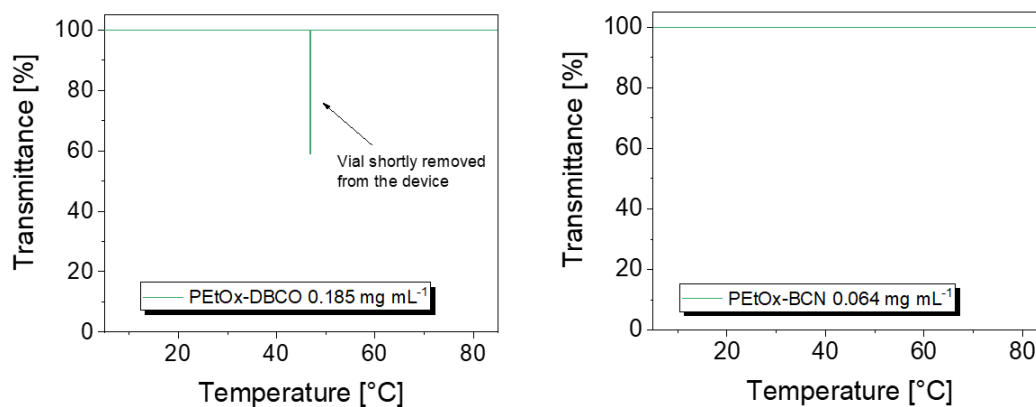 100
80
60
40
20
0
Transmittance [%]
Vial shortly removed
from the device
PEtOx-DBCO 0.185 mg mL⁻¹
20 40 60 80
Temperature [°C]
100
80
60
40
20
0
Transmittance [%]
PEtOx-BCN 0.064 mg mL⁻¹
20 40 60 80
Temperature [°C]